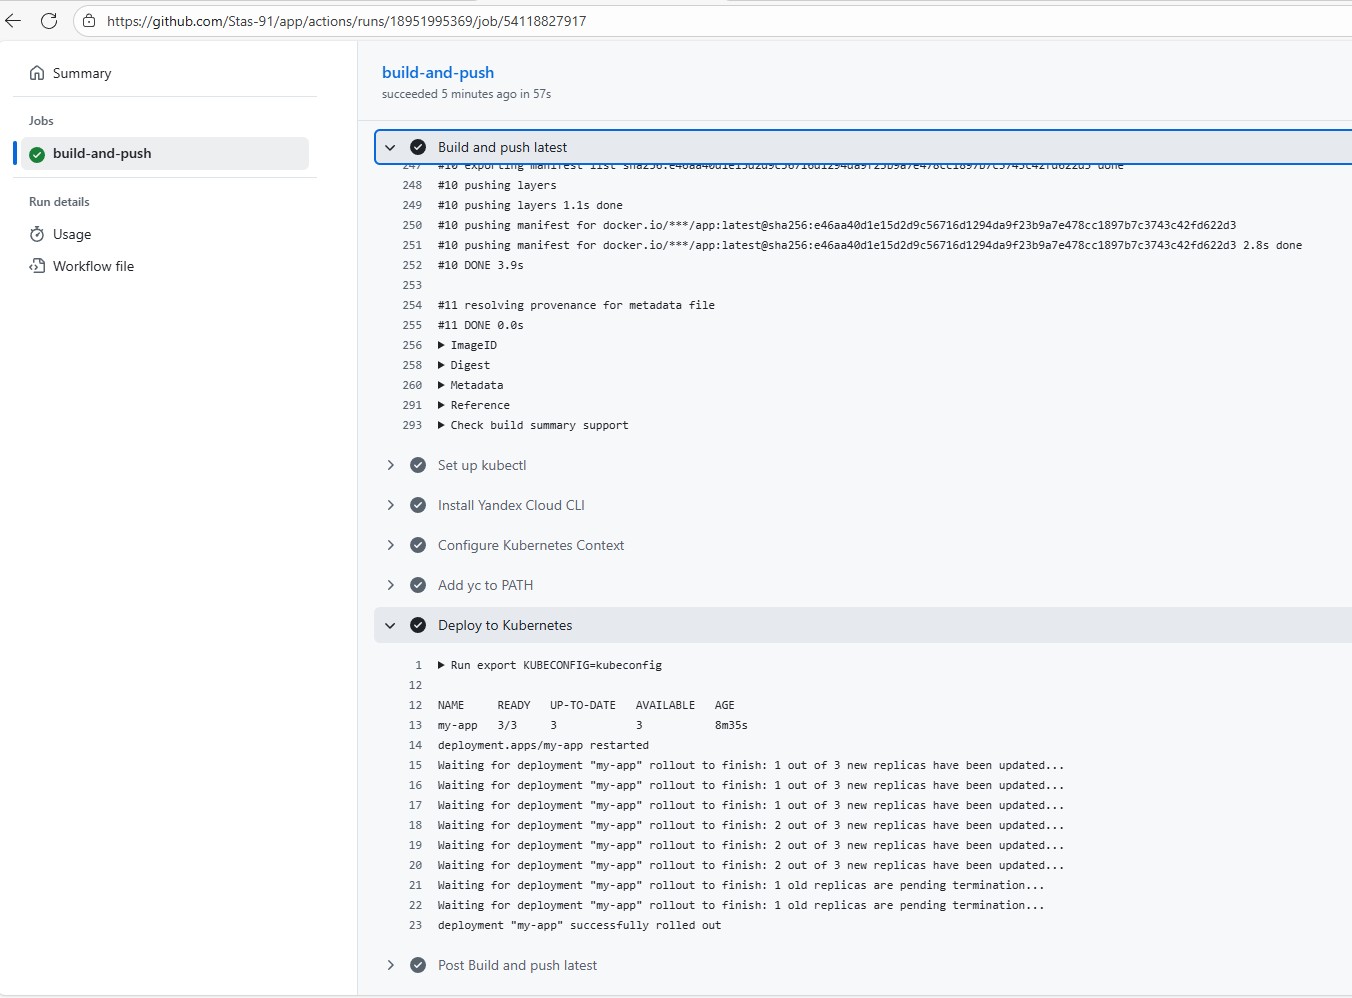 https://github.com/Stas-91/app/actions/runs/18951995369/job/54118827917
Summary
Jobs
build-and-push
Run details
Usage
Workflow file
build-and-push
succeeded 5 minutes ago in 57s
Build and push latest
247 #10 exporting manifest list sha256:e46aa40d1e15d2d9c56716d1294da9f23b9a7e478cc1897b7c3743c42fd622d3 done
248 #10 pushing layers
249 #10 pushing layers 1.1s done
250 #10 pushing manifest for docker.io/***/app:latest@sha256:e46aa40d1e15d2d9c56716d1294da9f23b9a7e478cc1897b7c3743c42fd622d3
251 #10 pushing manifest for docker.io/***/app:latest@sha256:e46aa40d1e15d2d9c56716d1294da9f23b9a7e478cc1897b7c3743c42fd622d3 2.8s done
252 #10 DONE 3.9s
253
254 #11 resolving provenance for metadata file
255 #11 DONE 0.0s
256 ▶ ImageID
258 ▶ Digest
260 ▶ Metadata
291 ▶ Reference
293 ▶ Check build summary support
Set up kubectl
Install Yandex Cloud CLI
Configure Kubernetes Context
Add yc to PATH
Deploy to Kubernetes
1 ▶ Run export KUBECONFIG=kubeconfig
12
12 NAME READY UP-TO-DATE AVAILABLE AGE
13 my-app 3/3 3 3 8m35s
14 deployment.apps/my-app restarted
15 Waiting for deployment "my-app" rollout to finish: 1 out of 3 new replicas have been updated...
16 Waiting for deployment "my-app" rollout to finish: 1 out of 3 new replicas have been updated...
17 Waiting for deployment "my-app" rollout to finish: 1 out of 3 new replicas have been updated...
18 Waiting for deployment "my-app" rollout to finish: 2 out of 3 new replicas have been updated...
19 Waiting for deployment "my-app" rollout to finish: 2 out of 3 new replicas have been updated...
20 Waiting for deployment "my-app" rollout to finish: 2 out of 3 new replicas have been updated...
21 Waiting for deployment "my-app" rollout to finish: 1 old replicas are pending termination...
22 Waiting for deployment "my-app" rollout to finish: 1 old replicas are pending termination...
23 deployment "my-app" successfully rolled out
Post Build and push latest